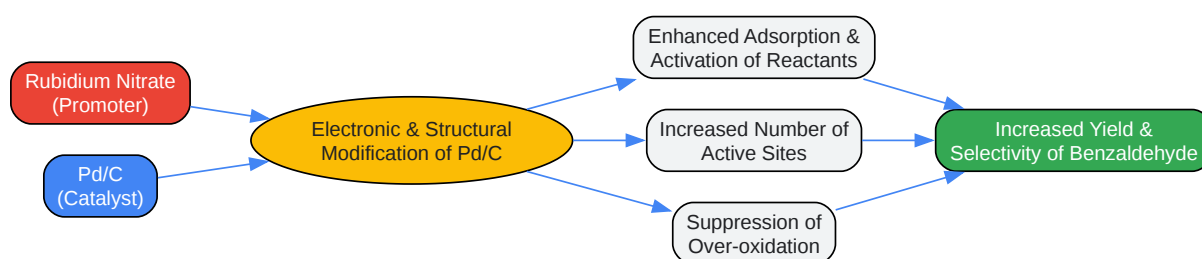 Rubidium Nitrate
(Promoter)
Pd/C
(Catalyst)
Electronic & Structural
Modification of Pd/C
Enhanced Adsorption &
Activation of Reactants
Increased Number of
Active Sites
Suppression of
Over-oxidation
Increased Yield &
Selectivity of Benzaldehyde